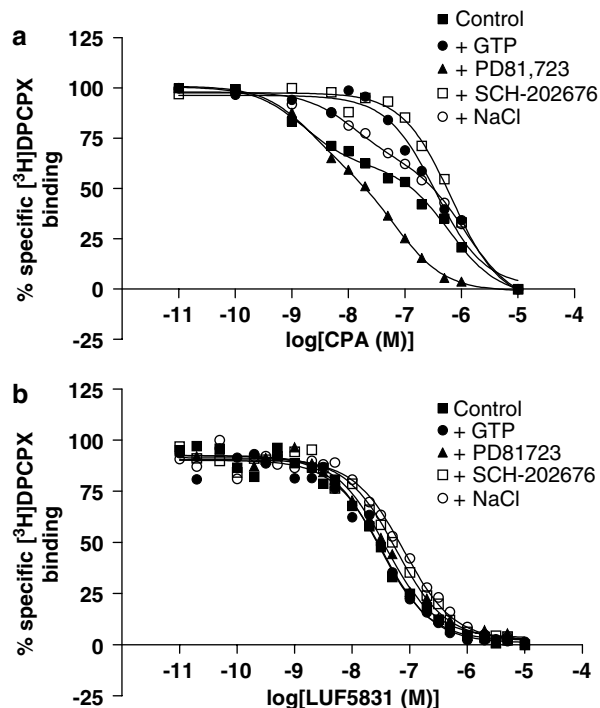 a
Control
+ GTP
+ PD81,723
+ SCH-202676
+ NaCl
% specific [³H]DPCPX
binding
125
100
75
50
25
0
-25
-11 -10 -9 -8 -7 -6 -5 -4
log[CPA (M)]
b
Control
+ GTP
+ PD81723
+ SCH-202676
+ NaCl
% specific [³H]DPCPX
binding
125
100
75
50
25
0
-25
-11 -10 -9 -8 -7 -6 -5 -4
log[LUF5831 (M)]